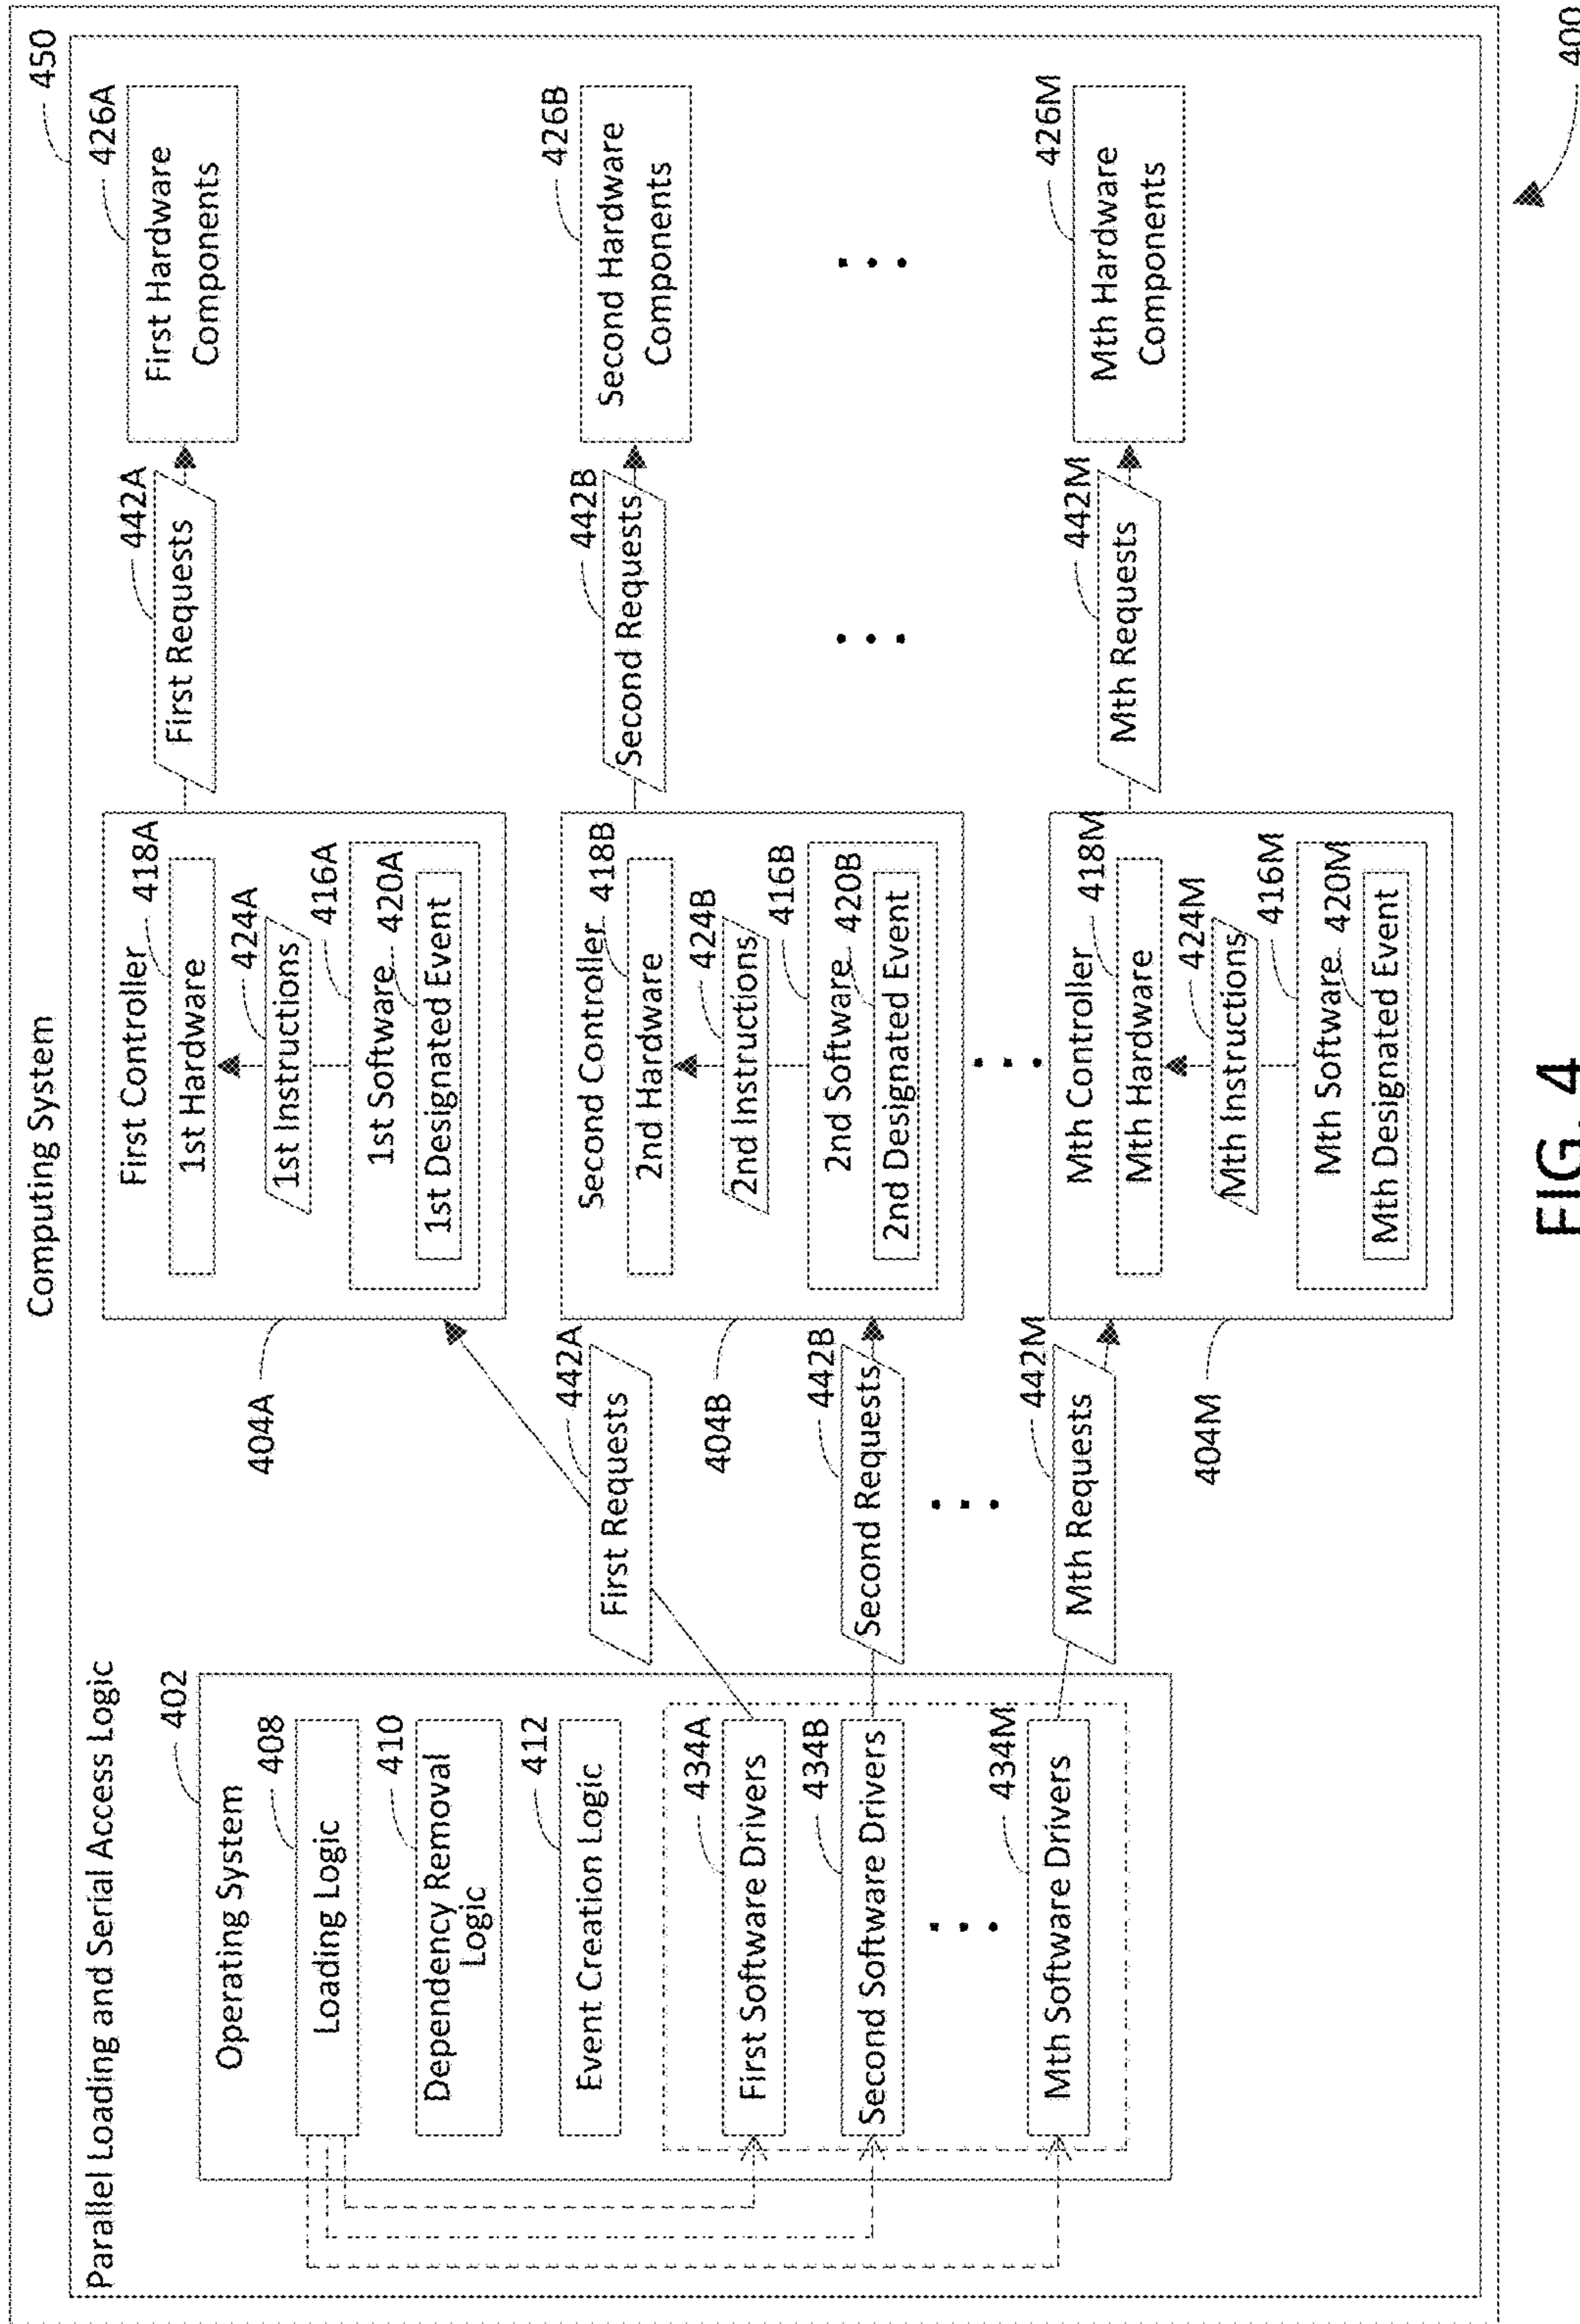 Computing System
Parallel Loading and Serial Access Logic
450
402
Operating System
408
Loading Logic
410
Dependency Removal
Logic
412
Event Creation Logic
434A
First Software Drivers
434B
Second Software Drivers
434M
Mth Software Drivers
442A
First Requests
442B
Second Requests
442M
Mth Requests
404A
First Controller
418A
1st Hardware
424A
1st Instructions
416A
1st Software
420A
1st Designated Event
404B
Second Controller
418B
2nd Hardware
424B
2nd Instructions
416B
2nd Software
420B
2nd Designated Event
404M
Mth Controller
418M
Mth Hardware
424M
Mth Instructions
416M
Mth Software
420M
Mth Designated Event
442A
First Requests
442B
Second Requests
442M
Mth Requests
426A
First Hardware
Components
426B
Second Hardware
Components
426M
Mth Hardware
Components
400
FIG. 4